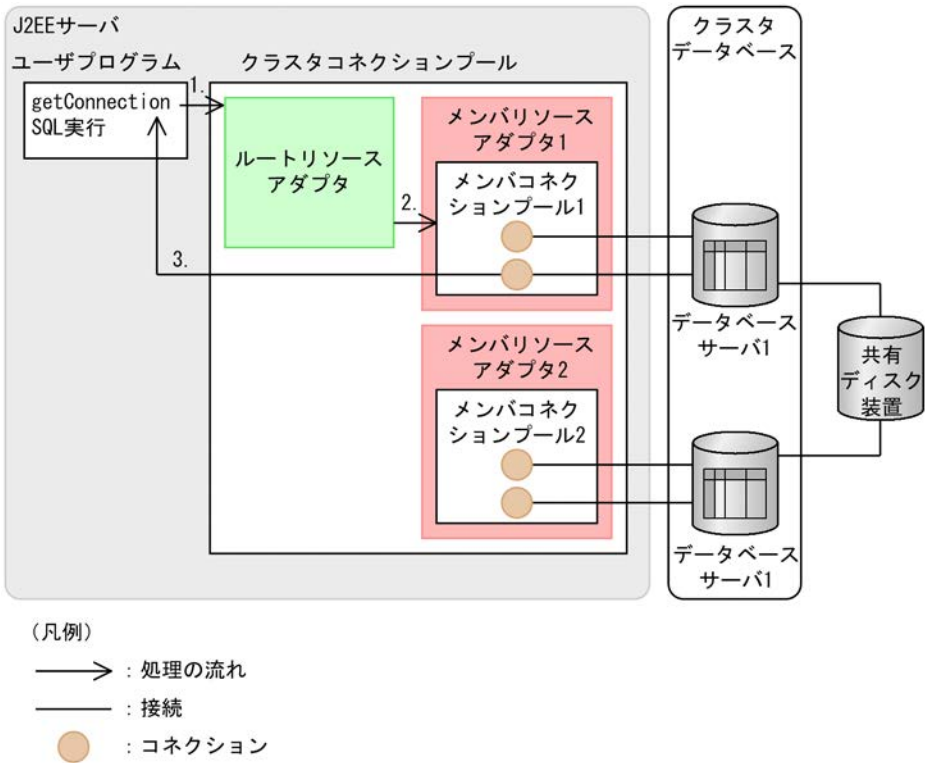 J2EEサーバ
ユーザプログラム
getConnection
SQL実行
1.
クラスタコネクションプール
ルートリソース
アダプタ
2.
3.
メンバリソース
アダプタ1
メンバコネク
ションプール1
メンバリソース
アダプタ2
メンバコネク
ションプール2
クラスタ
データベース
データベース
サーバ1
データベース
サーバ1
共有
ディスク
装置
（凡例）
：処理の流れ
：接続
：コネクション